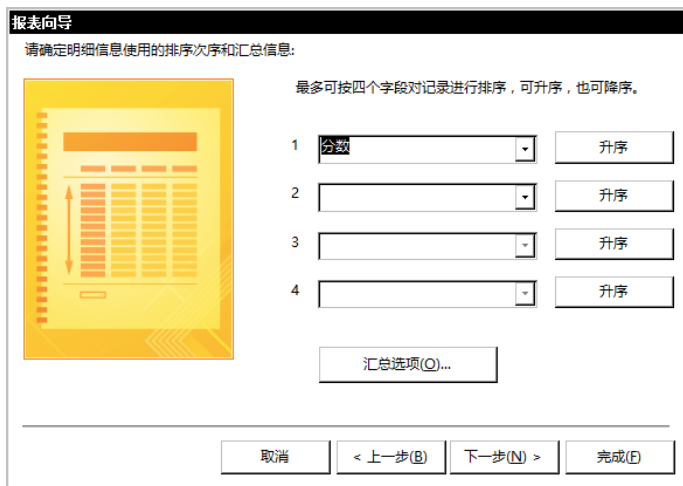 报表向导
请确定明细信息使用的排序次序和汇总信息:
最多可按四个字段对记录进行排序，可升序，也可降序。
1 分数 升序
2 升序
3 升序
4 升序
汇总选项(O)...
取消 < 上一步(B) 下一步(N) > 完成(F)